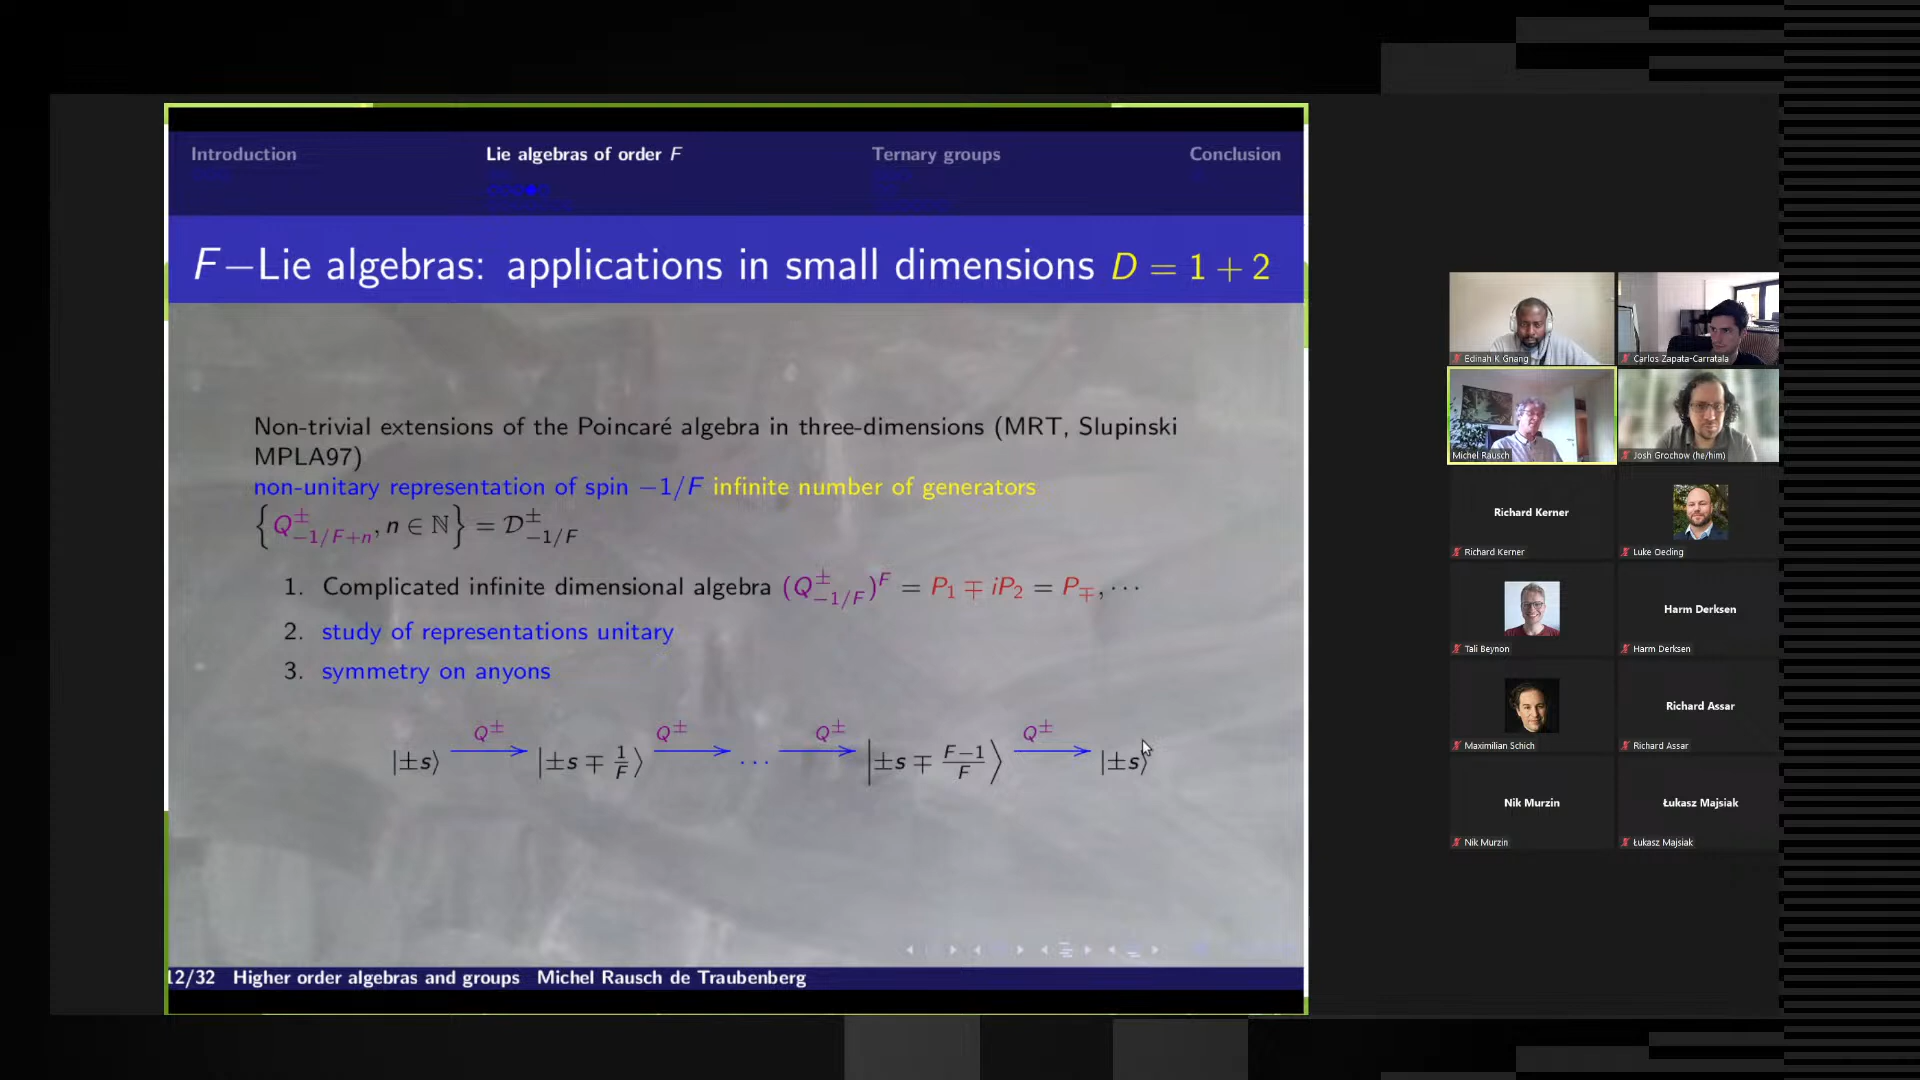 Introduction
Lie algebras of order F
Ternary groups
Conclusion
F−Lie algebras: applications in small dimensions D = 1 + 2
Non-trivial extensions of the Poincaré algebra in three-dimensions (MRT, Slupinski
MPLA97)
non-unitary representation of spin −1/F infinite number of generators
{Q^±_{−1/F+n}, n ∈ ℕ} = 𝒟^±_{−1/F}
1. Complicated infinite dimensional algebra (Q^±_{−1/F})^F = P₁ ∓ iP₂ = P_∓, ⋯
2. study of representations unitary
3. symmetry on anyons
Q^± Q^± Q^± Q^±
|±s⟩ → |±s ∓ 1/F⟩ → ⋯ → |±s ∓ (F−1)/F⟩ → |±s⟩
12/32 Higher order algebras and groups Michel Rausch de Traubenberg
Edinah K Gnang
Carlos Zapata-Carratala
Michel Rausch
Josh Grochow (he/him)
Richard Kerner
Richard Kerner
Luke Oeding
Harm Derksen
Tali Beynon
Harm Derksen
Richard Assar
Maximilian Schich
Richard Assar
Nik Murzin
Łukasz Majsiak
Nik Murzin
Łukasz Majsiak